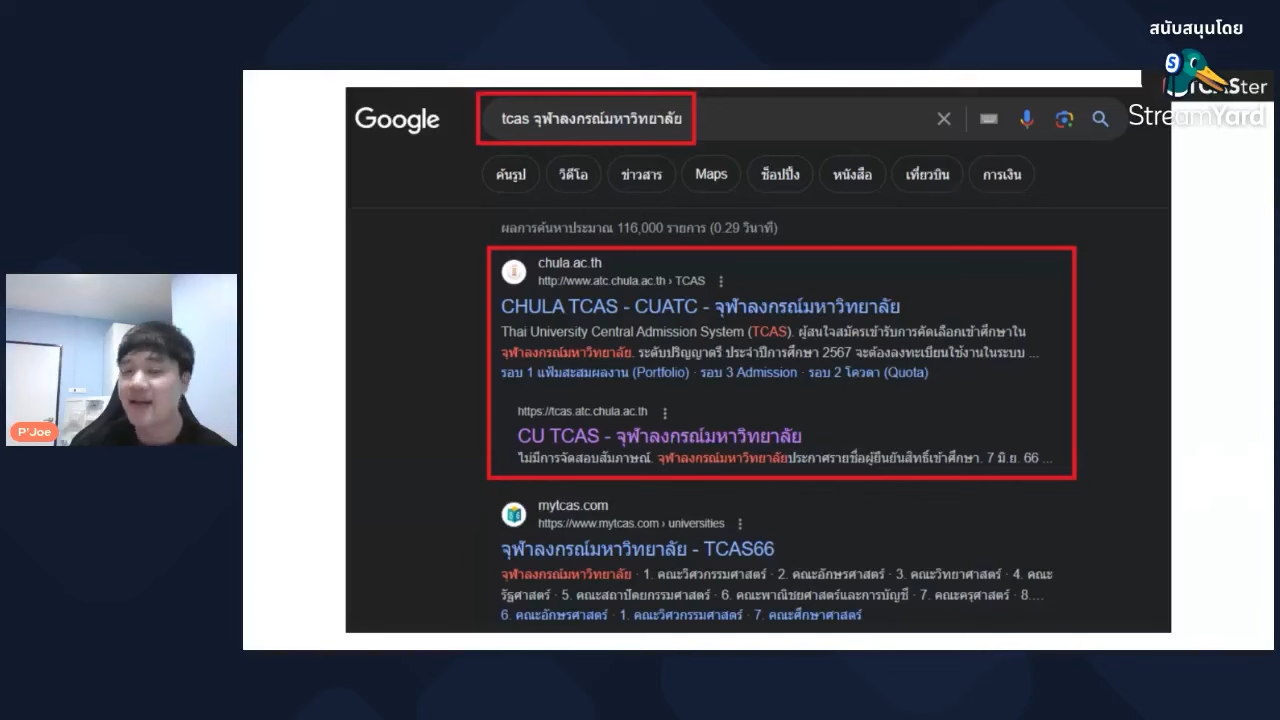 สนับสนุนโดย
StreamYard
Google
tcas จุฬาลงกรณ์มหาวิทยาลัย
ค้นรูป
วิดีโอ
ข่าวสาร
Maps
ช็อปปิ้ง
หนังสือ
เที่ยวบิน
การเงิน
ผลการค้นหาประมาณ 116,000 รายการ (0.29 วินาที)
chula.ac.th
http://www.atc.chula.ac.th › TCAS
CHULA TCAS - CUATC - จุฬาลงกรณ์มหาวิทยาลัย
Thai University Central Admission System (TCAS). ผู้สนใจสมัครเข้ารับการคัดเลือกเข้าศึกษาใน
จุฬาลงกรณ์มหาวิทยาลัย. ระดับปริญญาตรี ประจำปีการศึกษา 2567 จะต้องลงทะเบียนใช้งานในระบบ ...
รอบ 1 แฟ้มสะสมผลงาน (Portfolio) · รอบ 3 Admission · รอบ 2 โควตา (Quota)
https://tcas.atc.chula.ac.th
CU TCAS - จุฬาลงกรณ์มหาวิทยาลัย
ไม่มีการจัดสอบสัมภาษณ์. จุฬาลงกรณ์มหาวิทยาลัยประกาศรายชื่อผู้ยืนยันสิทธิ์เข้าศึกษา. 7 มิ.ย. 66 ...
P'Joe
mytcas.com
https://www.mytcas.com › universities
จุฬาลงกรณ์มหาวิทยาลัย - TCAS66
จุฬาลงกรณ์มหาวิทยาลัย · 1. คณะวิศวกรรมศาสตร์ · 2. คณะอักษรศาสตร์ · 3. คณะวิทยาศาสตร์ · 4. คณะ
รัฐศาสตร์ · 5. คณะสถาปัตยกรรมศาสตร์ · 6. คณะพาณิชยศาสตร์และการบัญชี · 7. คณะครุศาสตร์ · 8....
6. คณะอักษรศาสตร์ · 1. คณะวิศวกรรมศาสตร์ · 7. คณะศึกษาศาสตร์